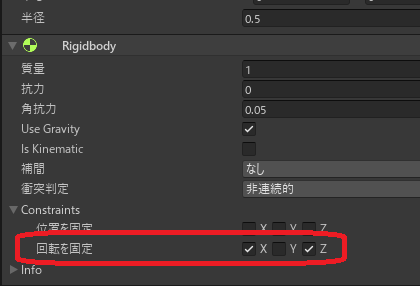 半径 0.5
Rigidbody
質量 1
抗力 0
角抗力 0.05
Use Gravity
Is Kinematic
補間 なし
衝突判定 非連続的
Constraints
位置を固定 X Y Z
回転を固定 X Y Z
Info